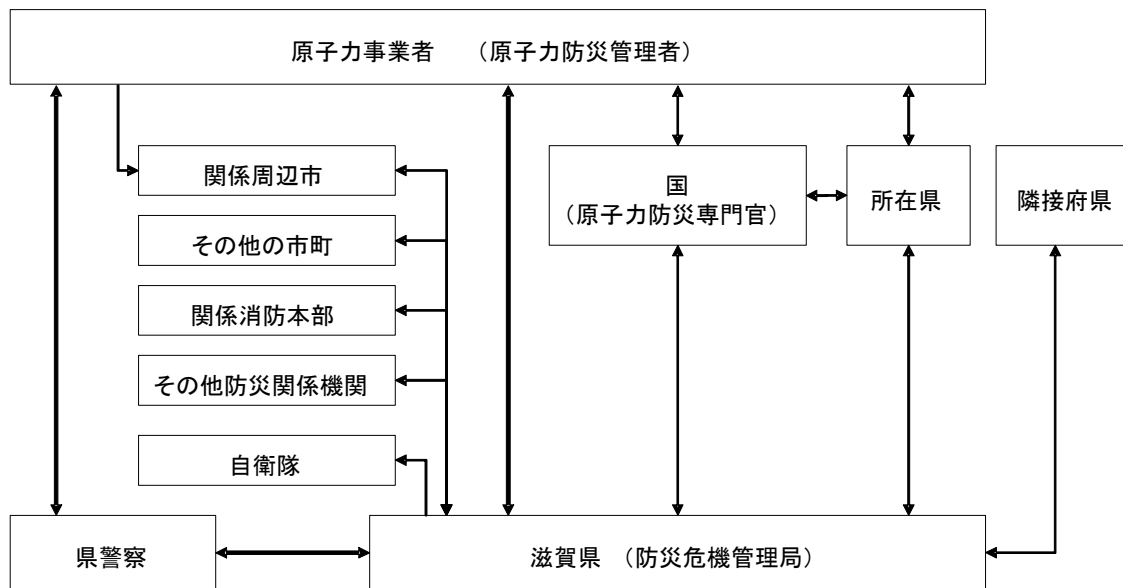 原子力事業者 （原子力防災管理者）
関係周辺市
国
（原子力防災専門官）
所在県
隣接府県
その他の市町
関係消防本部
その他防災関係機関
自衛隊
県警察
滋賀県 （防災危機管理局）